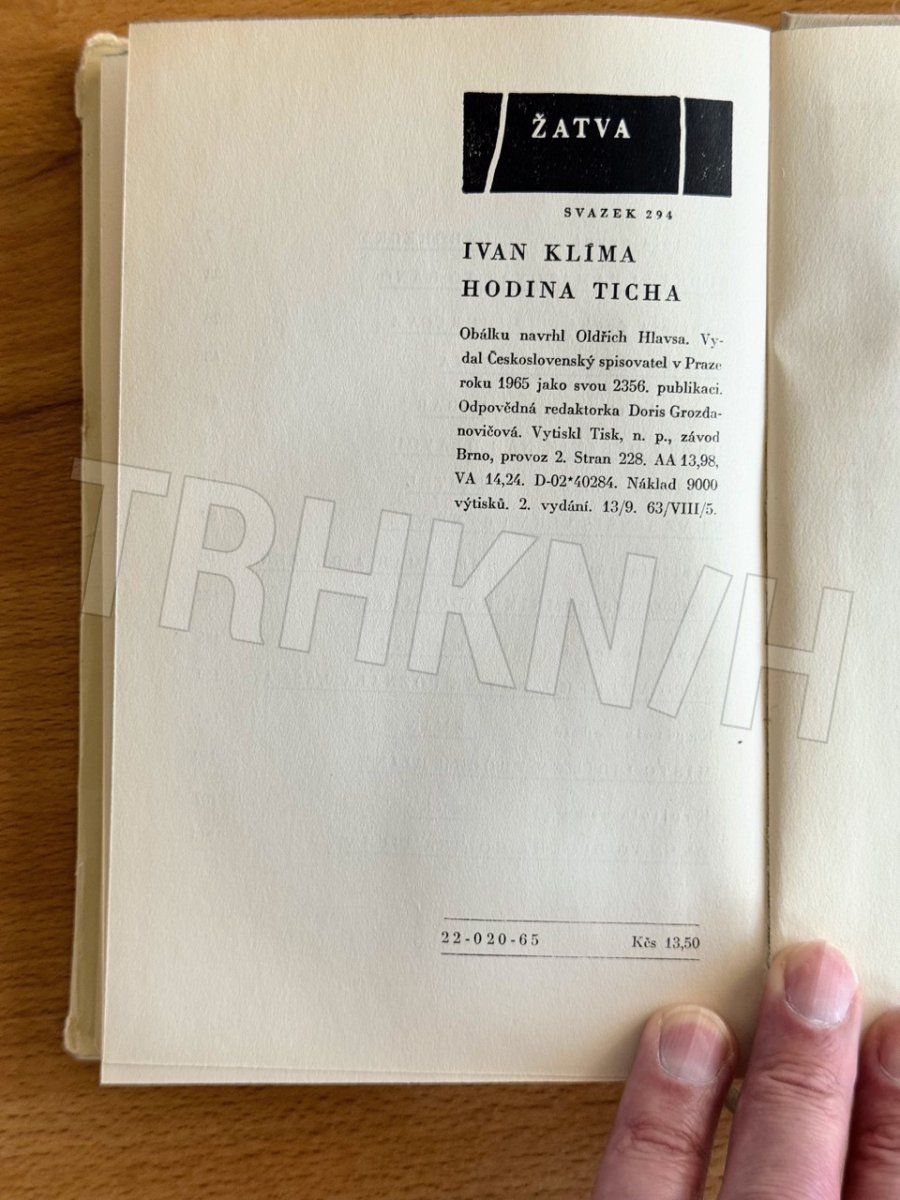 ŽATVA
SVAZEK 294
IVAN KLÍMA
HODINA TICHA
Obálku navrhl Oldřich Hlavsa. Vy-
dal Československý spisovatel v Praze
roku 1965 jako svou 2356. publikaci.
Odpovědná redaktorka Doris Grozda-
novičová. Vytiskl Tisk, n. p., závod
Brno, provoz 2. Stran 228. AA 13,98,
VA 14,24. D-02*40284. Náklad 9000
výtisků. 2. vydání. 13/9. 63/VIII/5.
TRHKN/H
22-020-65 Kčs 13,50